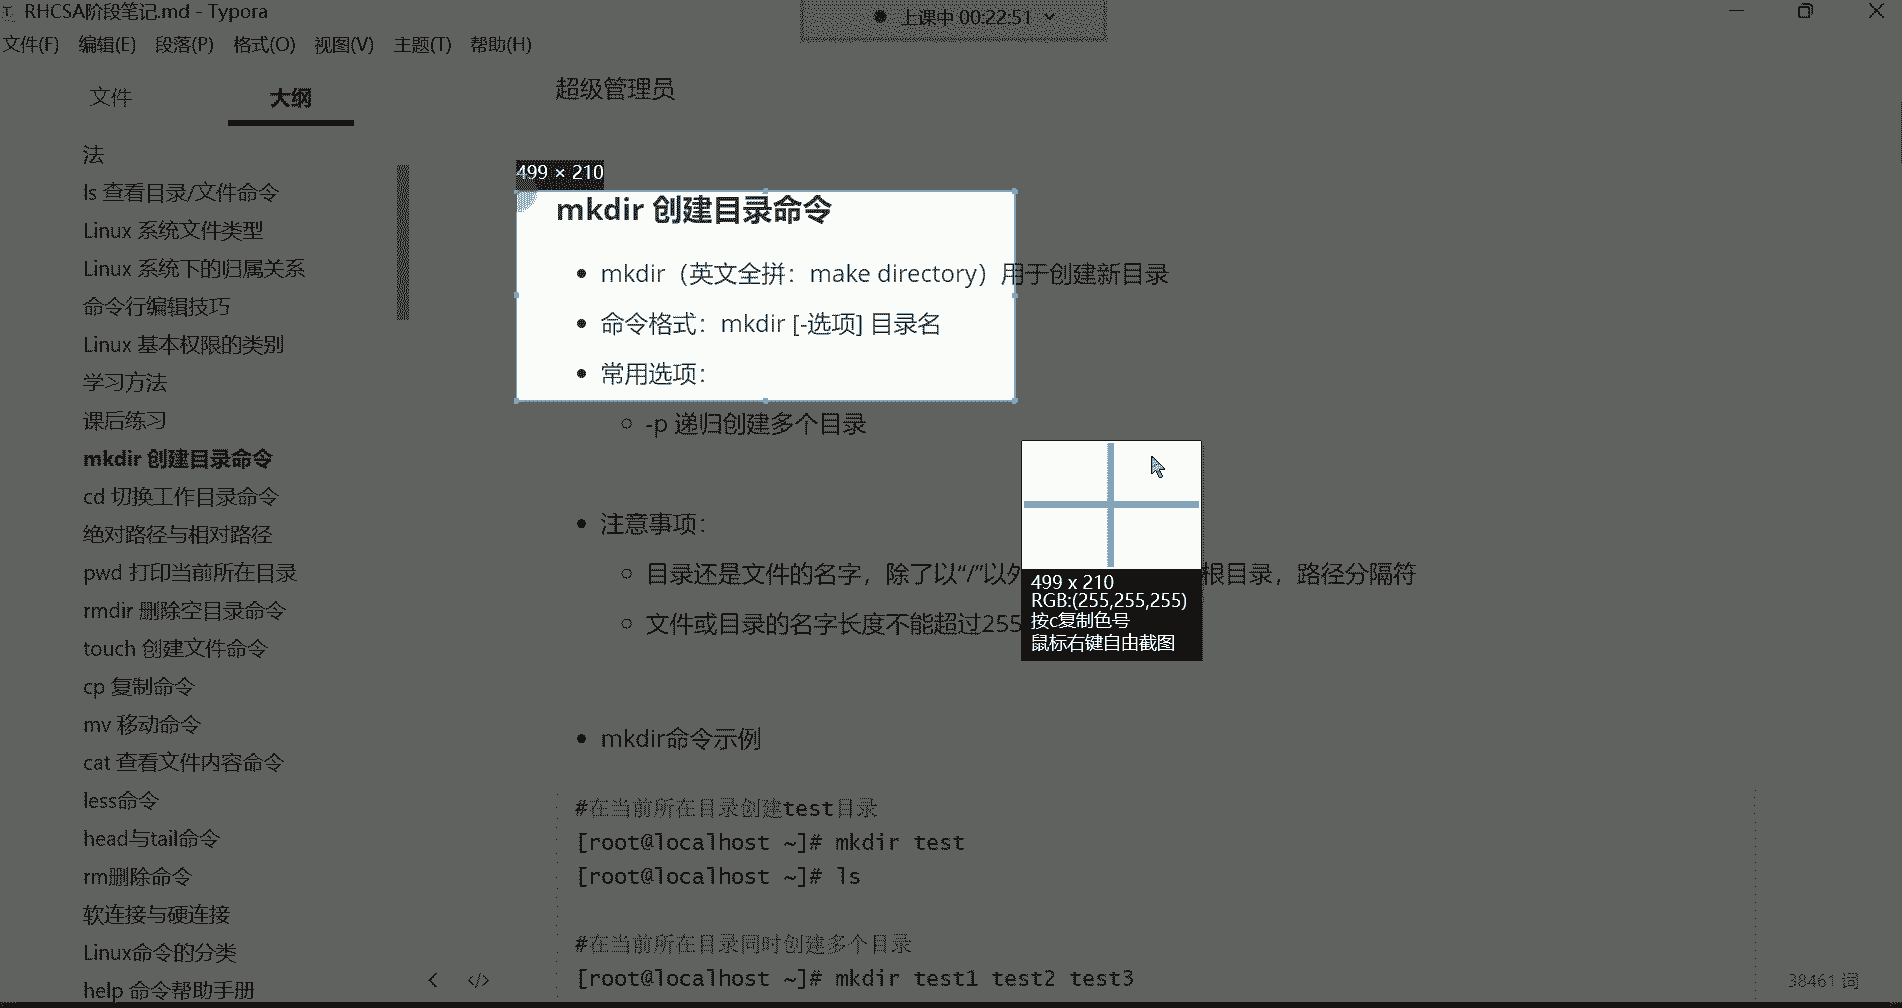 RHCSA阶段笔记.md - Typora
上课中 00:22:51
文件(F) 编辑(E) 段落(P) 格式(O) 视图(V) 主题(T) 帮助(H)
文件 大纲
法
ls 查看目录/文件命令
Linux 系统文件类型
Linux 系统下的归属关系
命令行编辑技巧
Linux 基本权限的类别
学习方法
课后练习
mkdir 创建目录命令
cd 切换工作目录命令
绝对路径与相对路径
pwd 打印当前所在目录
rmdir 删除空目录命令
touch 创建文件命令
cp 复制命令
mv 移动命令
cat 查看文件内容命令
less命令
head与tail命令
rm删除命令
软连接与硬连接
Linux命令的分类
help 命令帮助手册
超级管理员
499 × 210
mkdir 创建目录命令
mkdir（英文全拼：make directory）用于创建新目录
命令格式：mkdir [-选项] 目录名
常用选项：
-p 递归创建多个目录
注意事项：
目录还是文件的名字，除了以“/”以外 根目录，路径分隔符
文件或目录的名字长度不能超过255
499 x 210
RGB:(255,255,255)
按c复制色号
鼠标右键自由截图
mkdir命令示例
#在当前所在目录创建test目录
[root@localhost ~]# mkdir test
[root@localhost ~]# ls
#在当前所在目录同时创建多个目录
[root@localhost ~]# mkdir test1 test2 test3
</>
38461 词